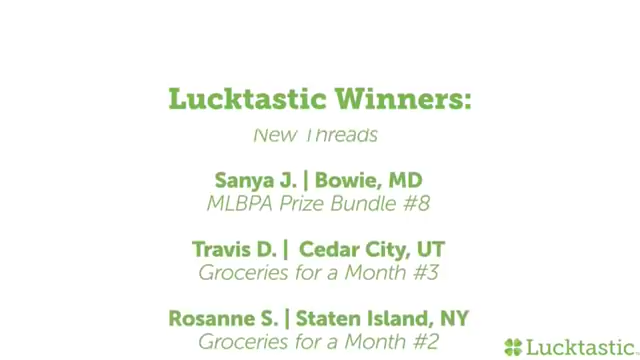 Lucktastic Winners:
New Threads
Sanya J. | Bowie, MD
MLBPA Prize Bundle #8
Travis D. | Cedar City, UT
Groceries for a Month #3
Rosanne S. | Staten Island, NY
Groceries for a Month #2
Lucktastic